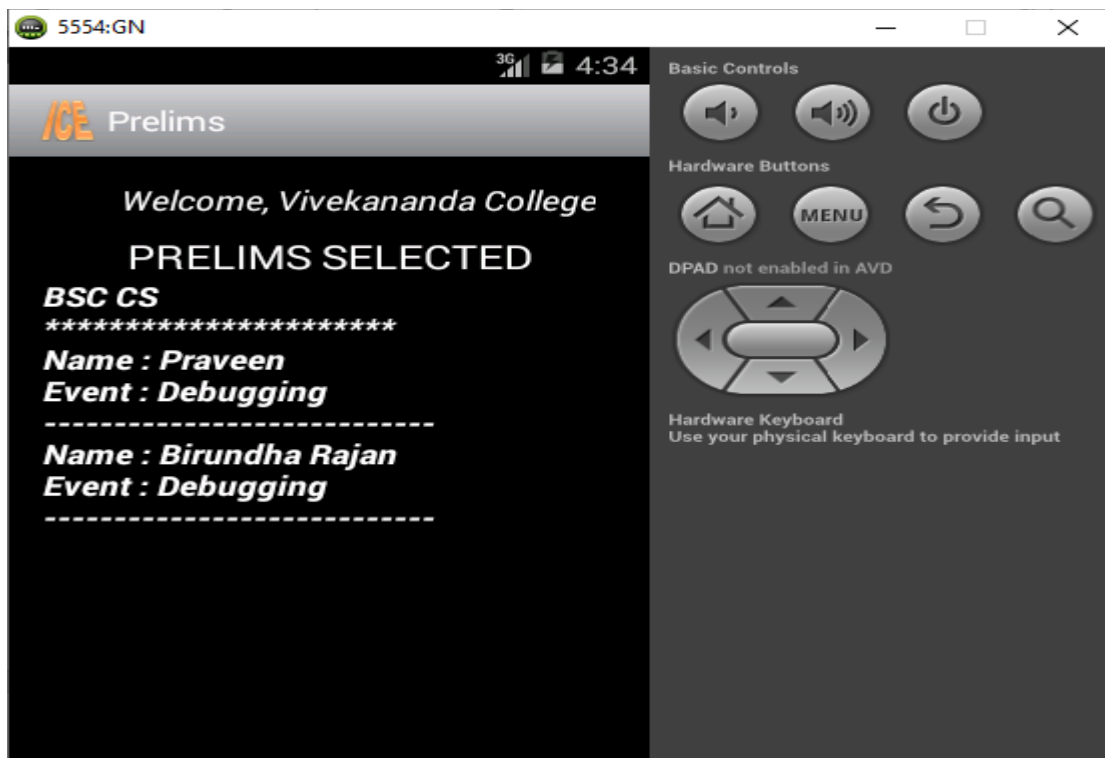 5554:GN
3G 4:34
ICE Prelims
Welcome, Vivekananda College
PRELIMS SELECTED
BSC CS
************************
Name : Praveen
Event : Debugging
----------------------------
Name : Birundha Rajan
Event : Debugging
----------------------------
Basic Controls
Hardware Buttons
MENU
DPAD not enabled in AVD
Hardware Keyboard
Use your physical keyboard to provide input